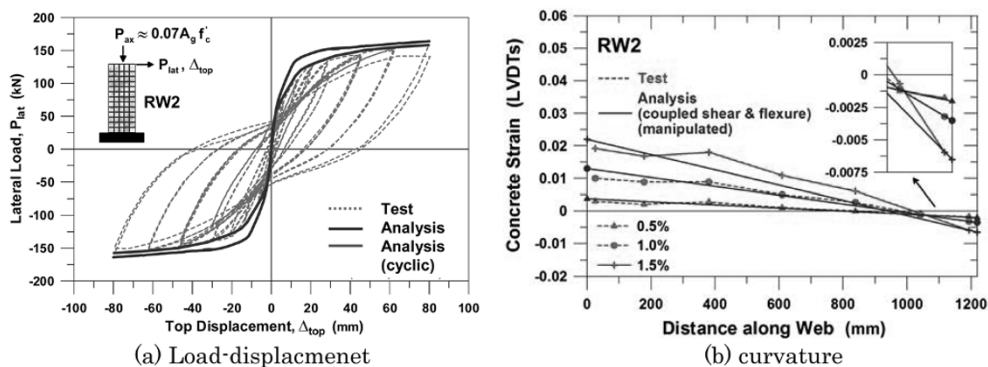 200
150
100
50
0
-50
-100
-150
-200
Lateral Load, P_lat (kN)
P_ax ≈ 0.07A_g f'_c
P_lat , Δ_top
RW2
Test
Analysis
Analysis
(cyclic)
-100 -80 -60 -40 -20 0 20 40 60 80 100
Top Displacement, Δ_top (mm)
(a) Load-displacmenet
0.06
0.05
0.04
0.03
0.02
0.01
0
-0.01
-0.02
Concrete Strain (LVDTs)
RW2
Test
Analysis
(coupled shear & flexure)
(manipulated)
0.0025
0
-0.0025
-0.005
-0.0075
0.5%
1.0%
1.5%
0 200 400 600 800 1000 1200
Distance along Web (mm)
(b) curvature